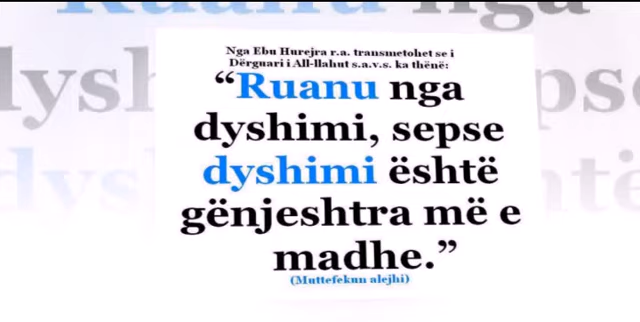 Nga Ebu Hurejra r.a. transmetohet se i
Dërguari i All-llahut s.a.v.s. ka thënë:
“Ruanu nga
dyshimi, sepse
dyshimi është
gënjeshtra më e
madhe.”
(Muttefekun alejhi)